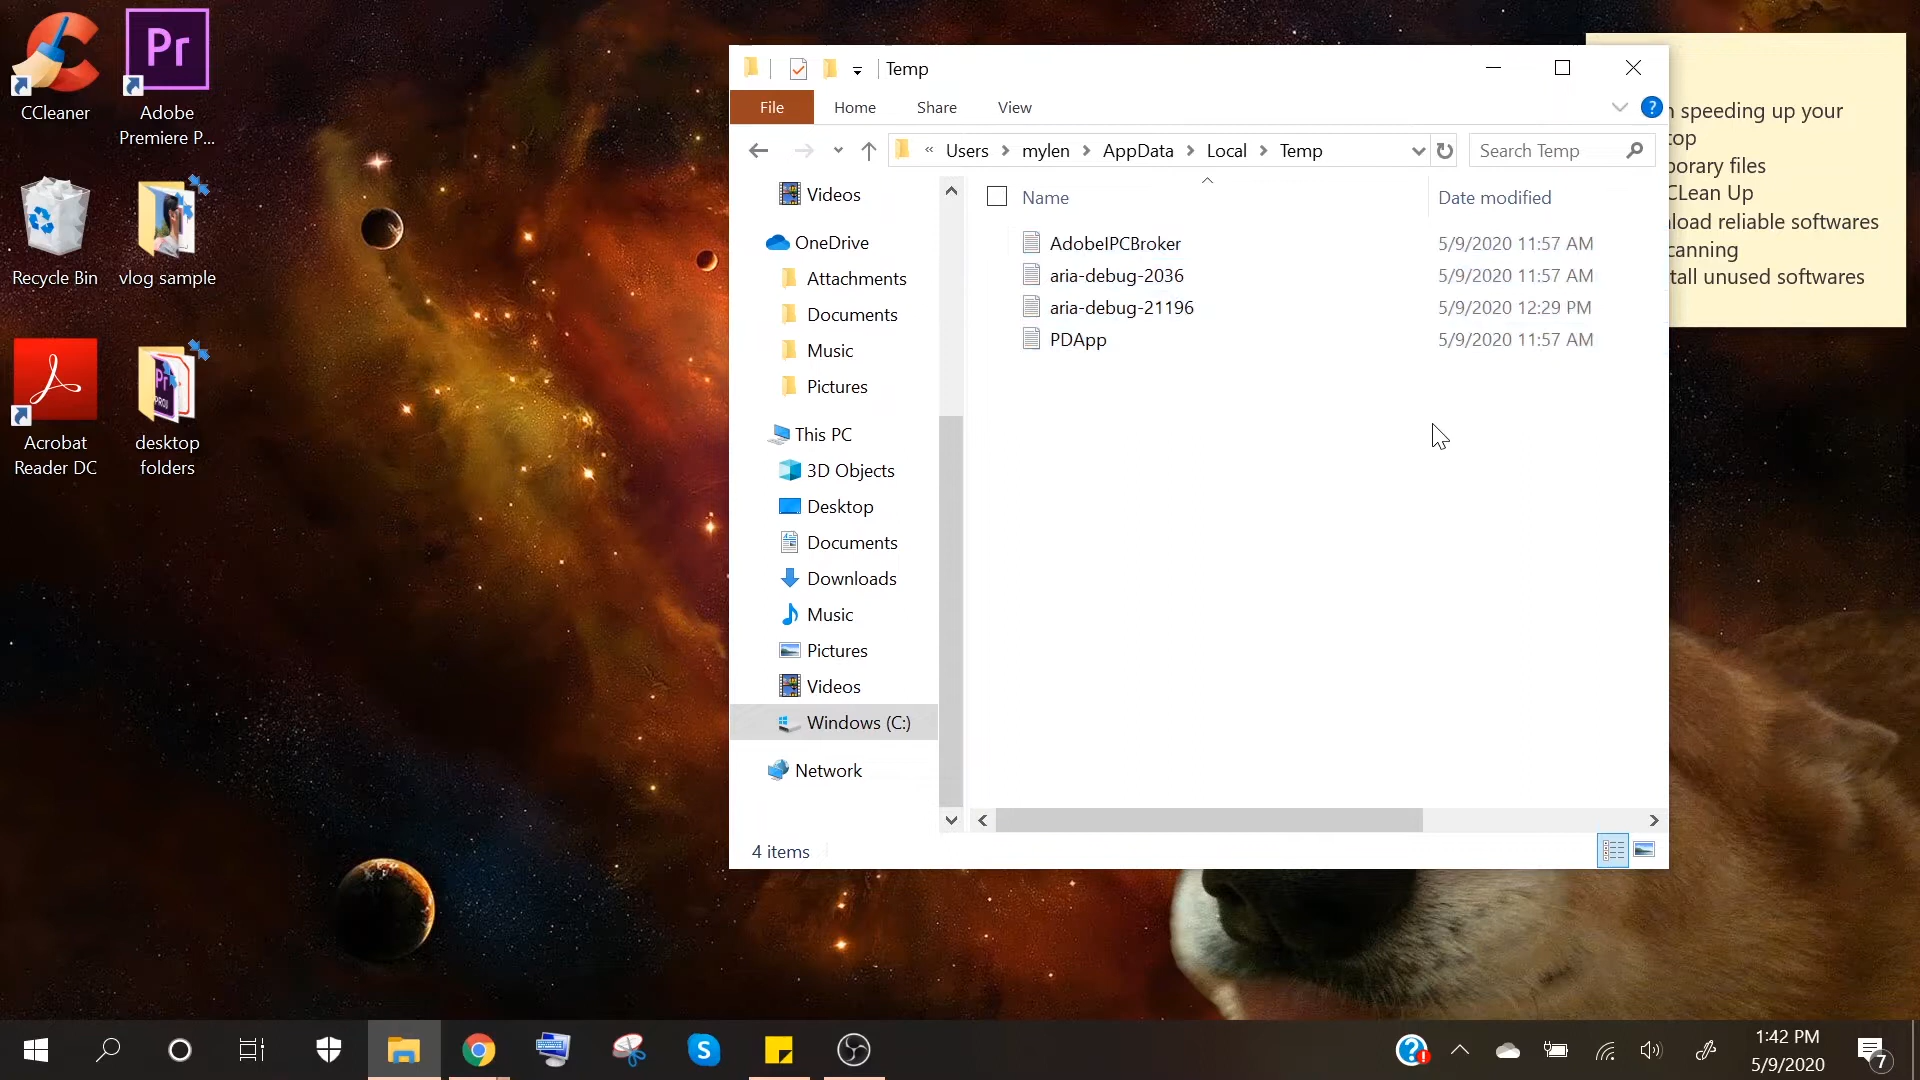 CCleaner
Pr
Adobe
Premiere P...
Recycle Bin
vlog sample
Acrobat
Reader DC
desktop
folders
Temp
File
Home
Share
View
?
« Users > mylen > AppData > Local > Temp
Search Temp
Videos
OneDrive
Attachments
Documents
Music
Pictures
This PC
3D Objects
Desktop
Documents
Downloads
Music
Pictures
Videos
Windows (C:)
Network
Name
Date modified
AdobeIPCBroker 5/9/2020 11:57 AM
aria-debug-2036 5/9/2020 11:57 AM
aria-debug-21196 5/9/2020 12:29 PM
PDApp 5/9/2020 11:57 AM
4 items
speeding up your
op
porary files
CLean Up
load reliable softwares
canning
tall unused softwares
1:42 PM
5/9/2020
7